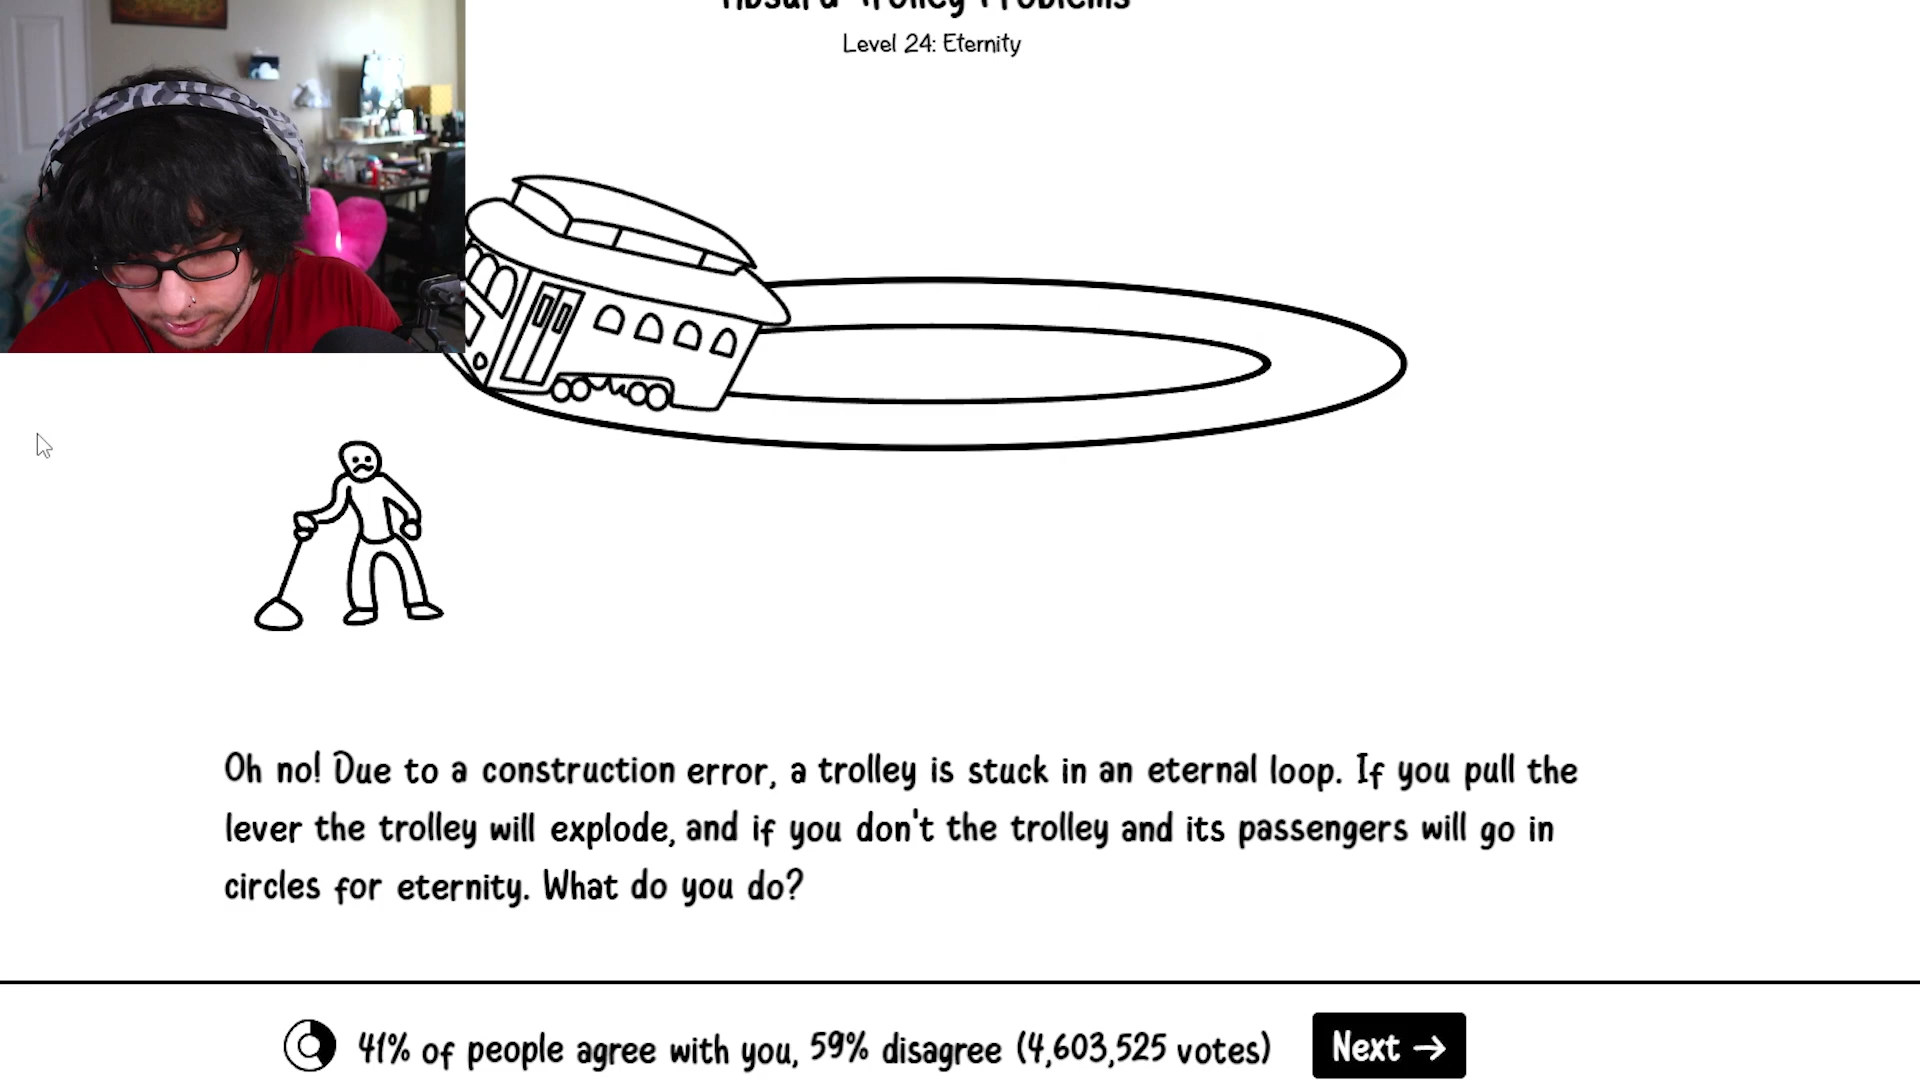 Absurd Trolley Problems
Level 24: Eternity
Oh no! Due to a construction error, a trolley is stuck in an eternal loop. If you pull the
lever the trolley will explode, and if you don't the trolley and its passengers will go in
circles for eternity. What do you do?
41% of people agree with you, 59% disagree (4,603,525 votes)
Next →